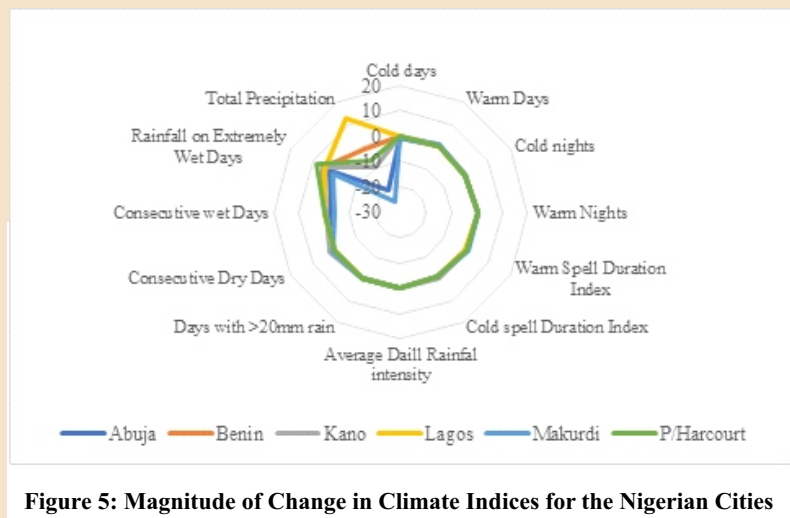 Cold days
20
Total Precipitation
Warm Days
10
Rainfall on Extremely
Wet Days
0
Cold nights
-10
-20
Consecutive wet Days
-30
Warm Nights
Consecutive Dry Days
Warm Spell Duration
Index
Days with >20mm rain
Cold spell Duration Index
Average Daill Rainfal
intensity
Abuja Benin Kano Lagos Makurdi P/Harcourt
Figure 5: Magnitude of Change in Climate Indices for the Nigerian Cities